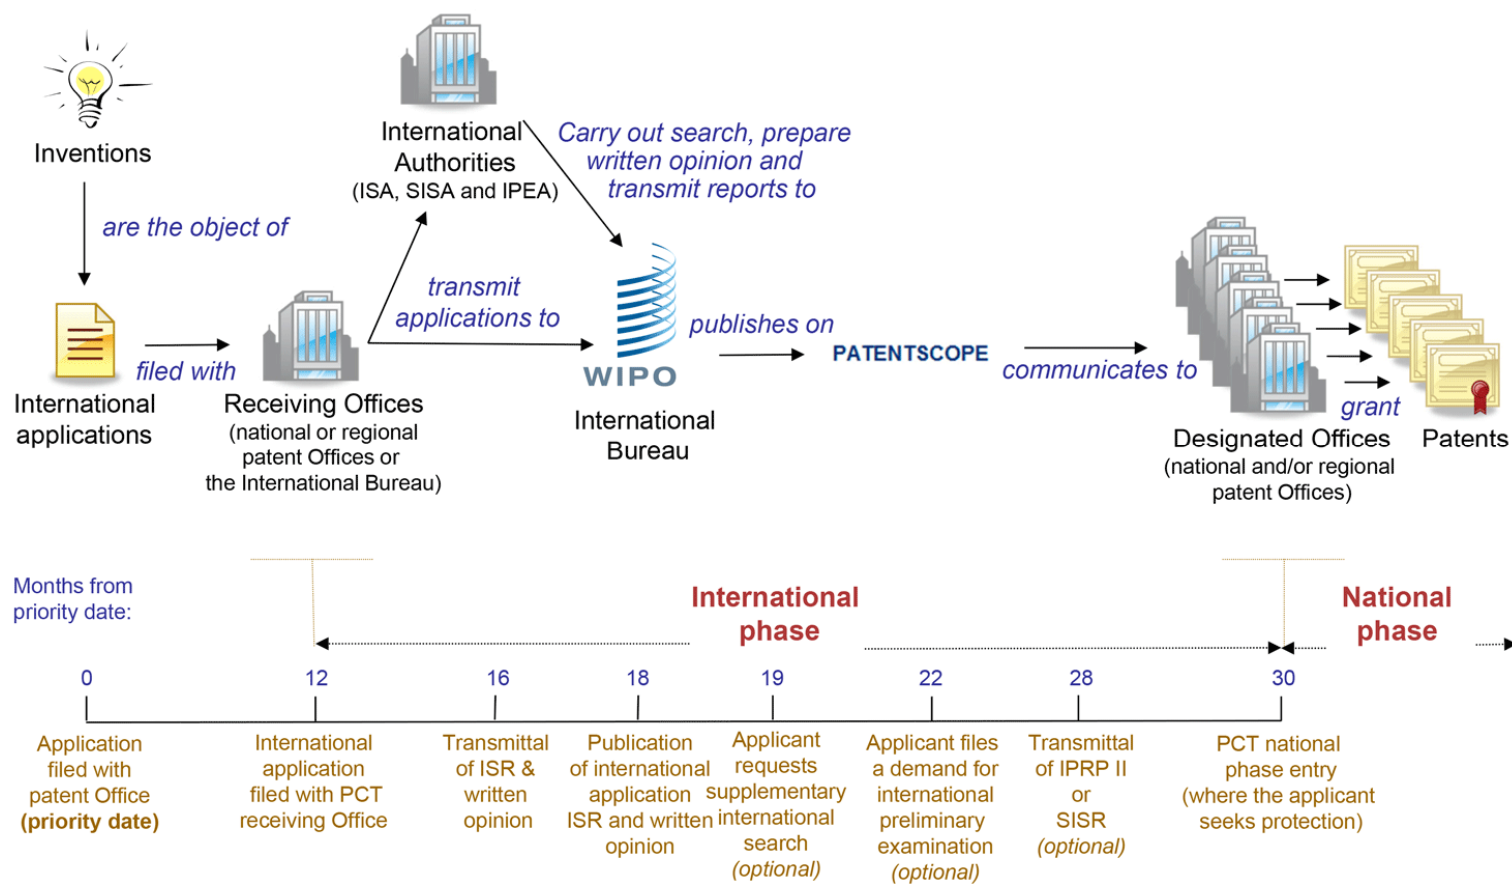 Inventions
are the object of
International
applications
filed with
Receiving Offices
(national or regional
patent Offices or
the International Bureau)
International
Authorities
(ISA, SISA and IPEA)
transmit
applications to
Carry out search, prepare
written opinion and
transmit reports to
WIPO
International
Bureau
publishes on
PATENTSCOPE
communicates to
Designated Offices
(national and/or regional
patent Offices)
grant
Patents
Months from
priority date:
International
phase
National
phase
0
12
16
18
19
22
28
30
Application
filed with
patent Office
(priority date)
International
application
filed with PCT
receiving Office
Transmittal
of ISR &
written
opinion
Publication
of international
application
ISR and written
opinion
Applicant
requests
supplementary
international
search
(optional)
Applicant files
a demand for
international
preliminary
examination
(optional)
Transmittal
of IPRP II
or
SISR
(optional)
PCT national
phase entry
(where the applicant
seeks protection)